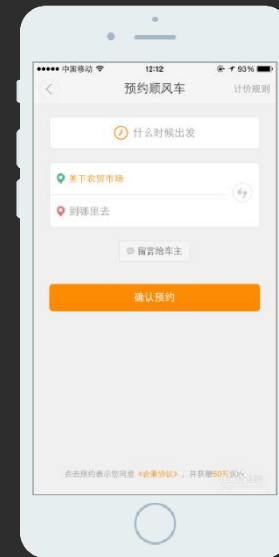 中国移动 12:12 93%
预约顺风车 计价规则
什么时候出发
美下农贸市场
到哪里去
留言给车主
确认预约
点击预约表示您同意《合乘协议》，并获赠50万